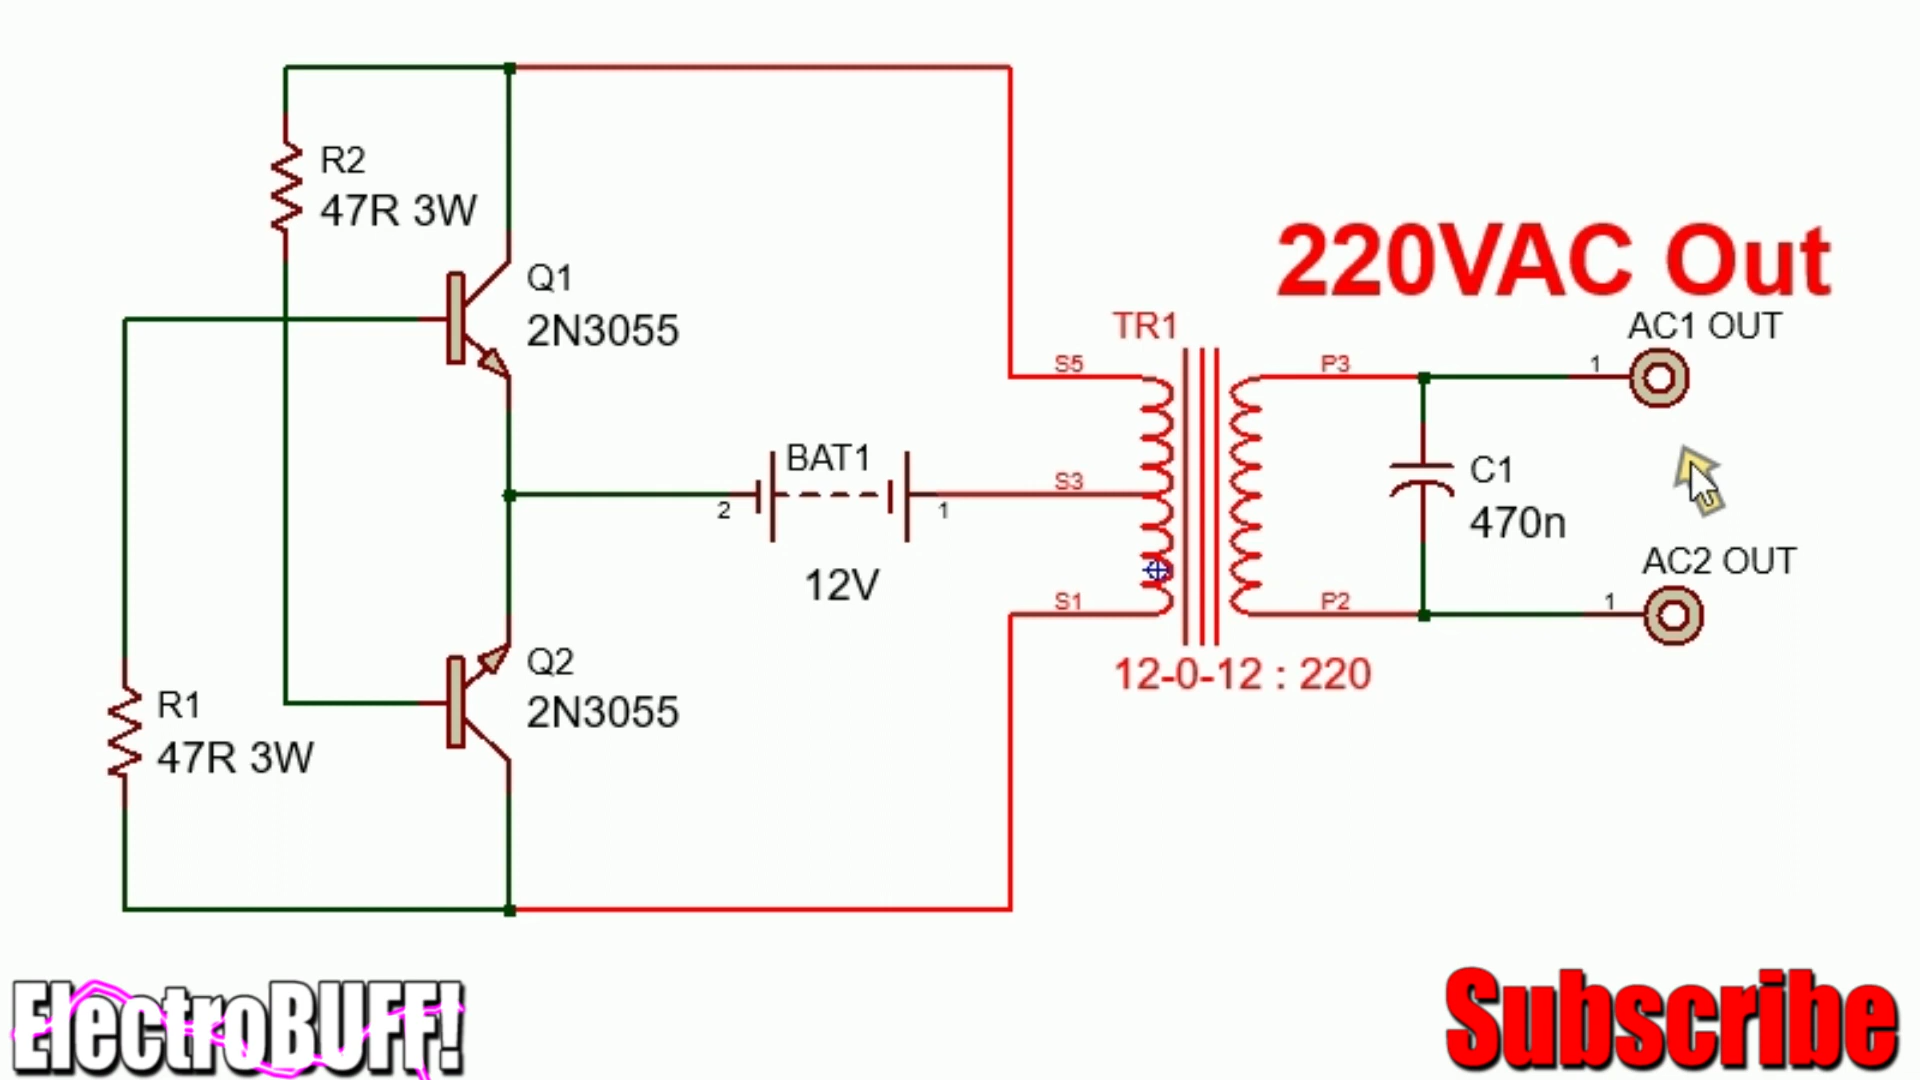 R2
47R 3W
Q1
2N3055
220VAC Out
AC1 OUT
TR1
S5
P3
1
BAT1
2
1
S3
12V
C1
470n
AC2 OUT
S1
P2
1
Q2
2N3055
12-0-12 : 220
R1
47R 3W
ElectroBUFF!
Subscribe